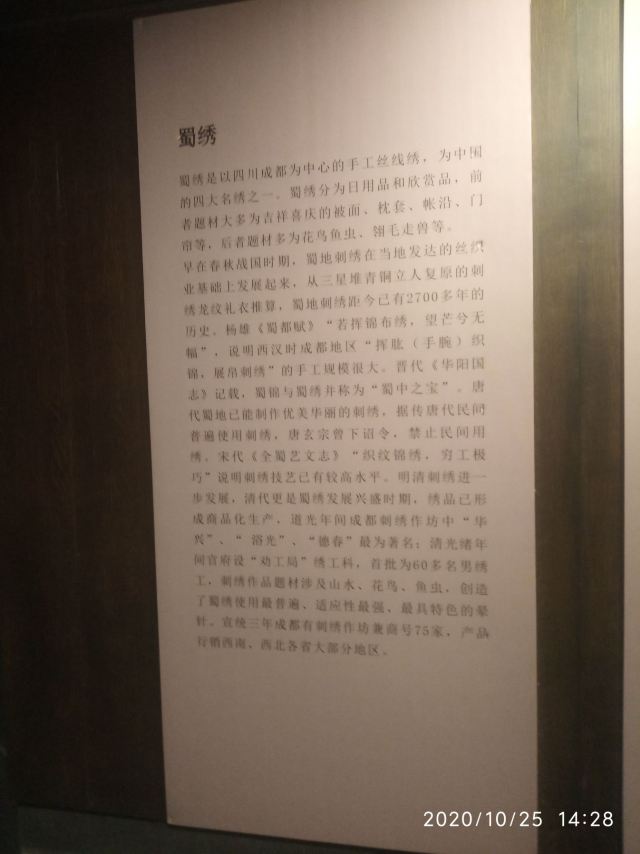 蜀绣
蜀绣是以四川成都为中心的手工丝线绣，为中国
的四大名绣之一。蜀绣分为日用品和欣赏品，前
者题材大多为吉祥喜庆的被面、枕套、帐沿、门
帘等，后者题材多为花鸟鱼虫、翎毛走兽等。
早在春秋战国时期，蜀地刺绣在当地发达的丝织
业基础上发展起来，从三星堆青铜立人复原的刺
绣龙纹礼衣推算，蜀地刺绣距今已有2700多年的
历史。杨雄《蜀都赋》“若挥锦布绣，望芒兮无
幅”，说明西汉时成都地区“挥肱（手腕）织
锦，展帛刺绣”的手工规模很大。晋代《华阳国
志》记载，蜀锦与蜀绣并称为“蜀中之宝”。唐
代蜀地已能制作优美华丽的刺绣，据传唐代民间
普遍使用刺绣，唐玄宗曾下诏令，禁止民间用
绣。宋代《全蜀艺文志》“织纹锦绣，穷工极
巧”说明刺绣技艺已有较高水平。明清刺绣进一
步发展，清代更是蜀绣发展兴盛时期，绣品已形
成商品化生产，道光年间成都刺绣作坊中“华
兴”、“ 浴光”、“德春”最为著名；清光绪年
间官府设“劝工局”绣工科，首批为60多名男绣
工，刺绣作品题材涉及山水、花鸟、鱼虫，创造
了蜀绣使用最普遍、适应性最强、最具特色的晕
针。宣统三年成都有刺绣作坊兼商号75家，产品
行销西南、西北各省大部分地区。
2020/10/25 14:28